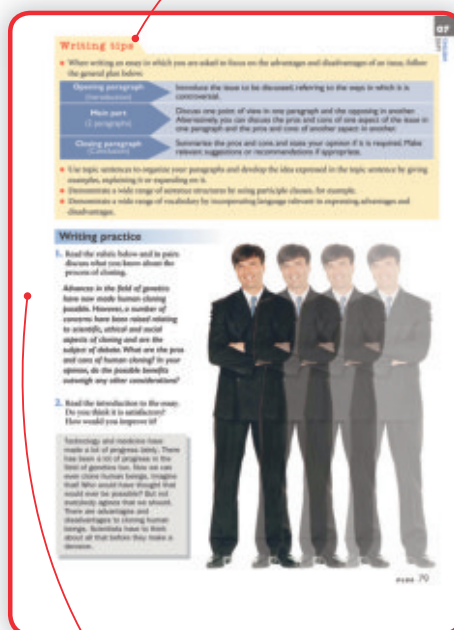 07
Writing tips
When writing an essay in which you are asked to focus on the advantages and disadvantages of an issue, follow
the general plan below:
Opening paragraph
(Introduction)
Introduce the issue to be discussed, referring to the ways in which it is
controversial.
Main part
(2 paragraphs)
Discuss one point of view in one paragraph and the opposing in another.
Alternatively, you can discuss the pros and cons of one aspect of the issue in
one paragraph and the pros and cons of another aspect in another.
Closing paragraph
(Conclusion)
Summarise the pros and cons and state your opinion if it is required. Make
relevant suggestions or recommendations if appropriate.
Use topic sentences to organise your paragraphs and develop the idea expressed in the topic sentence by giving
examples, explaining it or expanding on it.
Demonstrate a wide range of sentence structures by using participle clauses, for example.
Demonstrate a wide range of vocabulary by incorporating language relevant to expressing advantages and
disadvantages.
Writing practice
1. Read the rubric below and in pairs
discuss what you know about the
process of cloning.
Advances in the field of genetics
have now made human cloning
possible. However, a number of
concerns have been raised relating
to scientific, ethical and social
aspects of cloning and are the
subject of debate. What are the pros
and cons of human cloning? In your
opinion, do the possible benefits
outweigh any other considerations?
2. Read the introduction to the essay.
Do you think it is satisfactory?
How would you improve it?
Technology and medicine have
made a lot of progress lately. There
has been a lot of progress in the
field of genetics too. Now we can
even clone human beings. Imagine
that! Who would have thought that
would ever be possible? But not
everybody agrees that we should.
There are advantages and
disadvantages to cloning human
beings. Scientists have to think
about all that before they make a
decision.
79